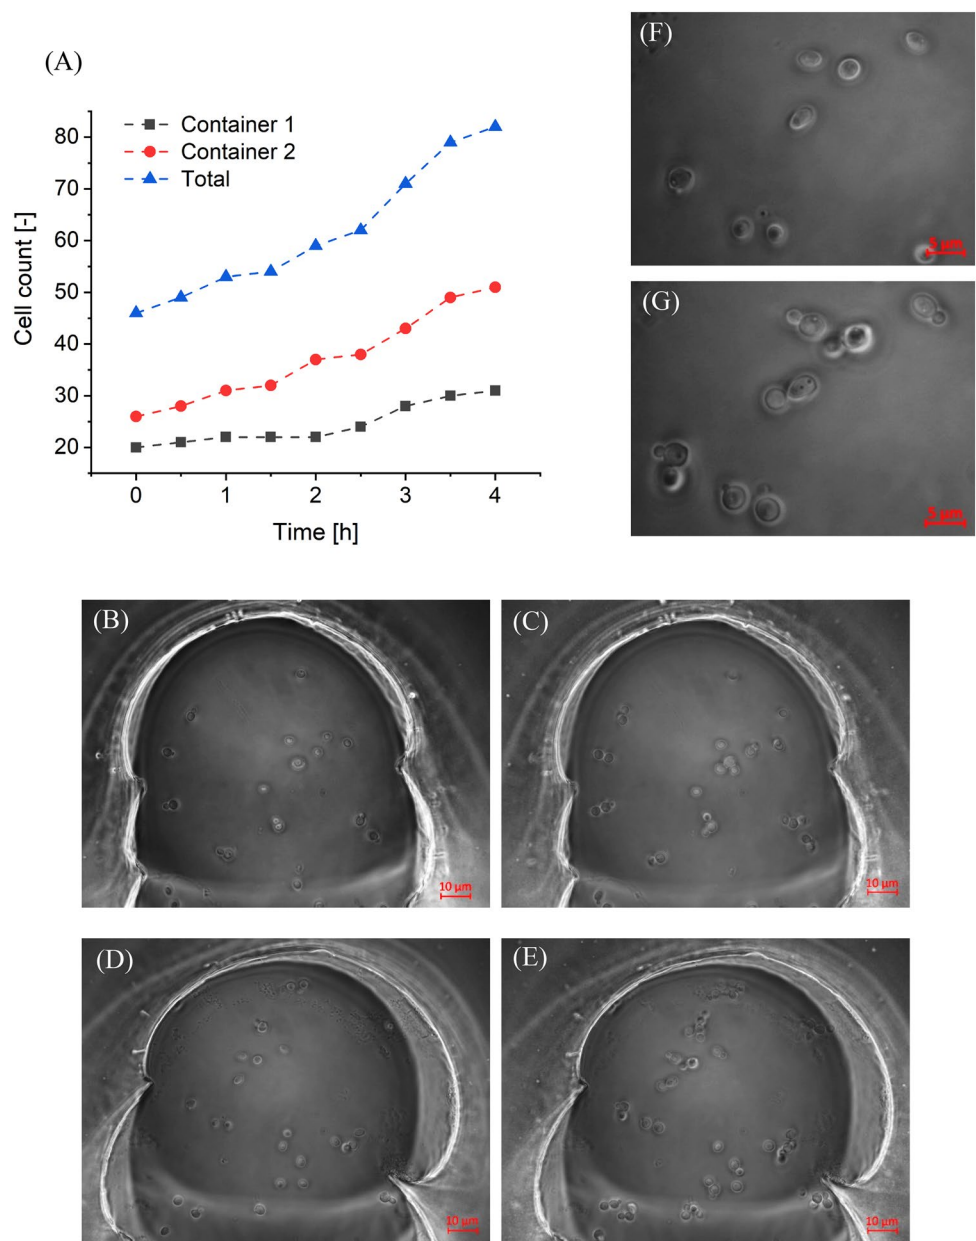 (A)
Container 1
Container 2
Total
80
70
60
50
40
30
20
Cell count [-]
0 1 2 3 4
Time [h]
(F)
5 µm
(G)
5 µm
(B)
10 µm
(C)
10 µm
(D)
10 µm
(E)
10 µm